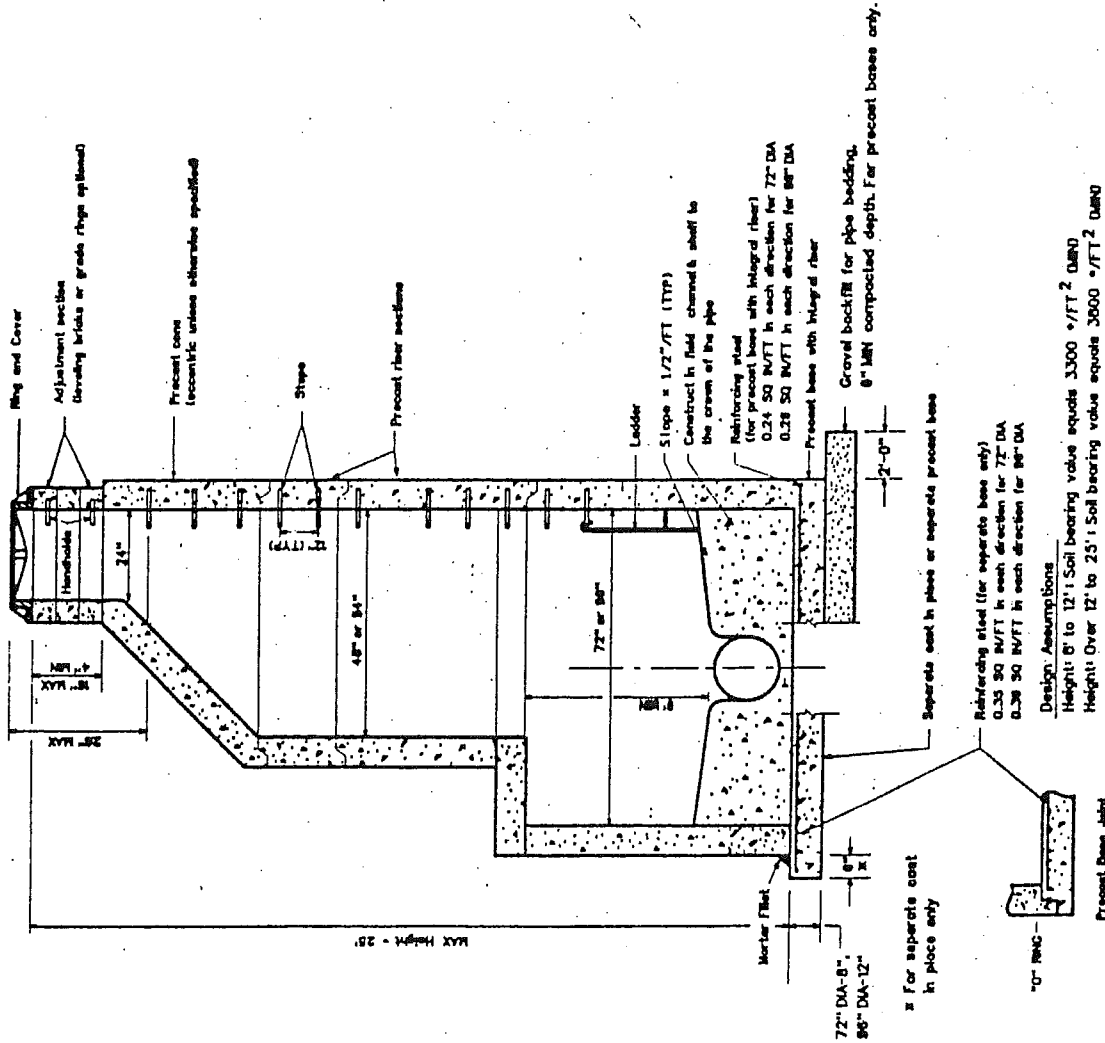 Ring and Cover
Adjustment section
(leveling bricks or grade rings optional)
Handholds
24"
4" MIN
16" MAX
26" MAX
Precast cone
(eccentric unless otherwise specified)
Steps
12" (TYP)
Precast riser sections
48" or 54"
MAX Height - 25'
Ladder
Slope = 1/2"/FT (TYP)
72" or 96"
Construct in field channel & shelf to
the crown of the pipe
Reinforcing steel
(for precast base with integral riser)
0.24 SQ IN/FT in each direction for 72" DIA
0.28 SQ IN/FT in each direction for 96" DIA
Precast base with integral riser
Gravel backfill for pipe bedding,
6" MIN compacted depth. For precast bases only.
2'-0"
Mortar Fillet
72" DIA-8",
96" DIA-12"
6"
x
x For separate cast
in place only
Separate cast in place or separate precast base
Reinforcing steel (for separate base only)
0.35 SQ IN/FT in each direction for 72" DIA
0.39 SQ IN/FT in each direction for 96" DIA
Design Assumptions
Height: 8' to 12': Soil bearing value equals 3300 #/FT² (MIN)
Height: Over 12' to 25': Soil bearing value equals 3800 #/FT² (MIN)
"O" RING
Precast Base Joint